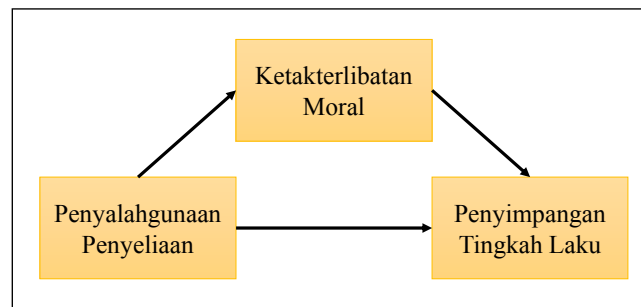 Ketakterlibatan
Moral
Penyalahgunaan
Penyeliaan
Penyimpangan
Tingkah Laku